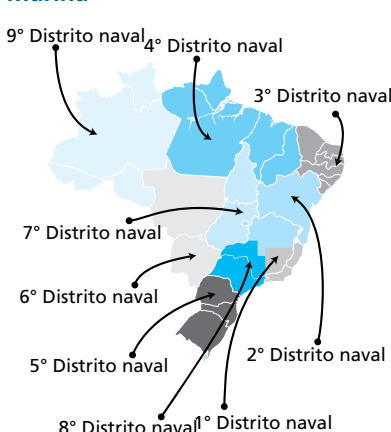 9° Distrito naval
4° Distrito naval
3° Distrito naval
7° Distrito naval
6° Distrito naval
2° Distrito naval
5° Distrito naval
8° Distrito naval
1° Distrito naval